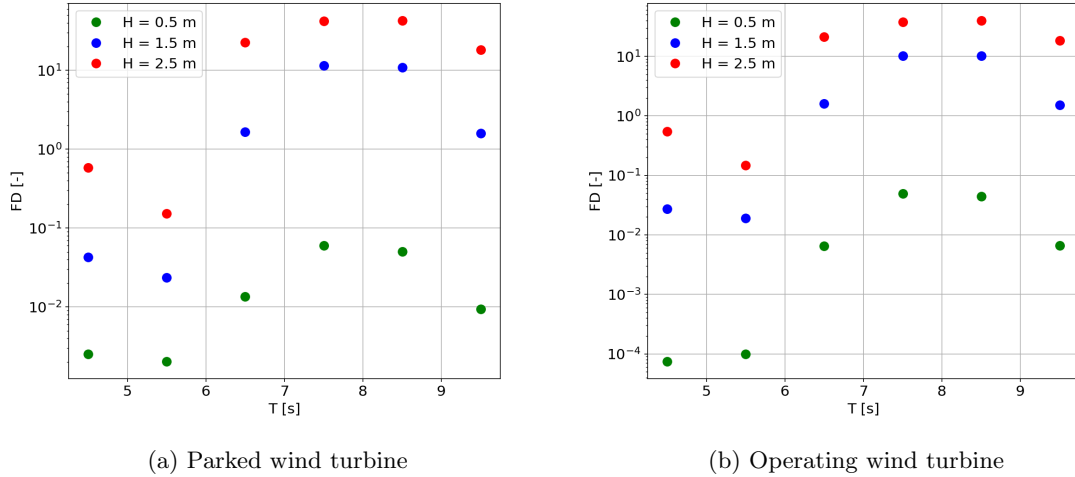 H = 0.5 m
H = 1.5 m
H = 2.5 m
10^1
10^0
10^-1
10^-2
FD [-]
5 6 7 8 9
T [s]
(a) Parked wind turbine
H = 0.5 m
H = 1.5 m
H = 2.5 m
10^1
10^0
10^-1
10^-2
10^-3
10^-4
FD [-]
5 6 7 8 9
T [s]
(b) Operating wind turbine